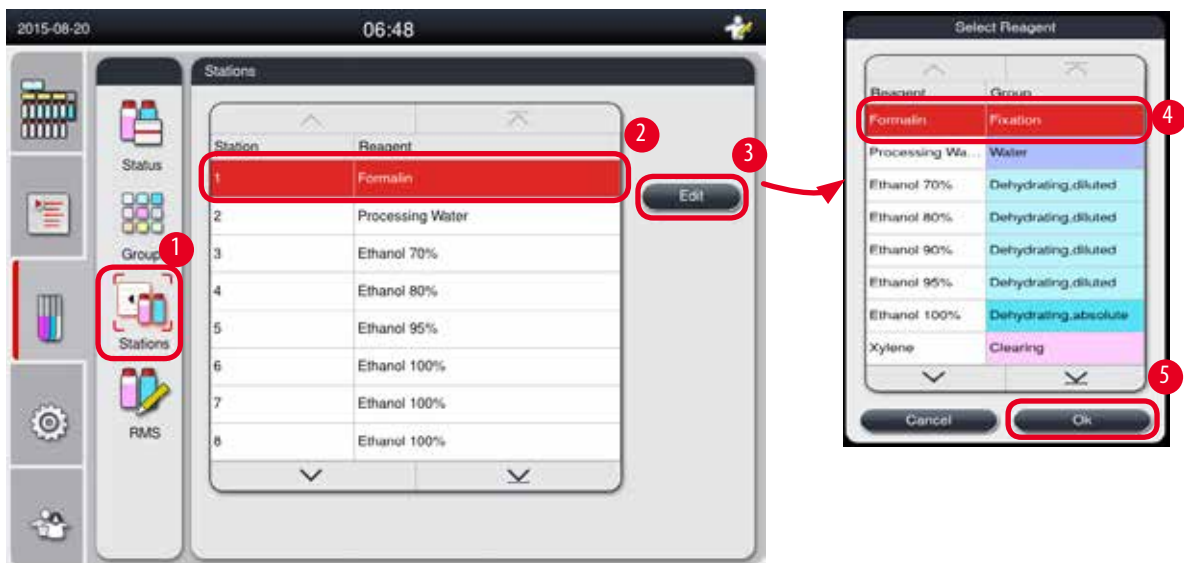 2015-08-20 06:48
Stations
Status
Group
Stations
RMS
Station Reagent
1 Formalin
2 Processing Water
3 Ethanol 70%
4 Ethanol 80%
5 Ethanol 95%
6 Ethanol 100%
7 Ethanol 100%
8 Ethanol 100%
Edit
1
2
3
Select Reagent
Reagent Group
Formalin Fixation
Processing Wa... Water
Ethanol 70% Dehydrating,diluted
Ethanol 80% Dehydrating,diluted
Ethanol 90% Dehydrating,diluted
Ethanol 95% Dehydrating,diluted
Ethanol 100% Dehydrating,absolute
Xylene Clearing
Cancel Ok
4
5